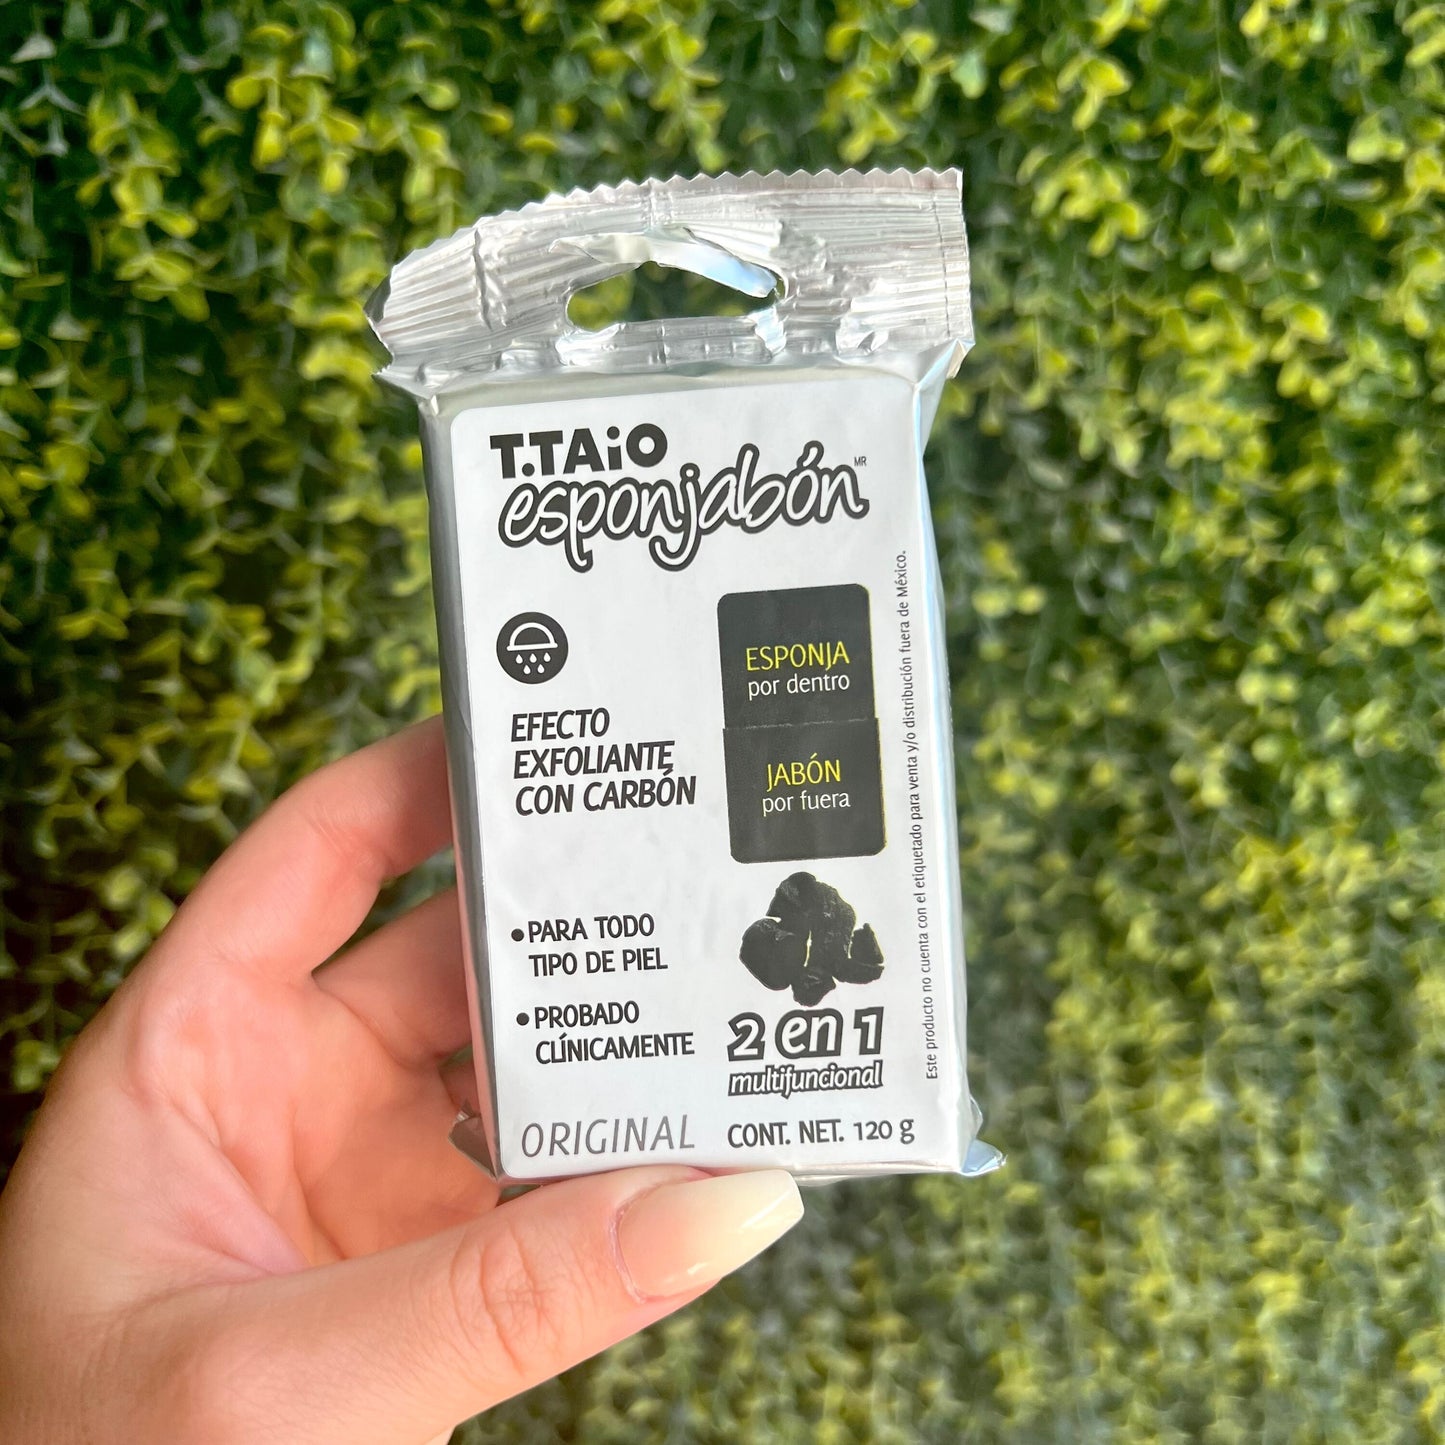 T.TAiO
esponjabón MR
ESPONJA
por dentro
JABÓN
por fuera
EFECTO
EXFOLIANTE
CON CARBÓN
•PARA TODO
TIPO DE PIEL
•PROBADO
CLÍNICAMENTE
2 en 1
multifuncional
ORIGINAL
CONT. NET. 120 g
Este producto no cuenta con el etiquetado para venta y/o distribución fuera de México.